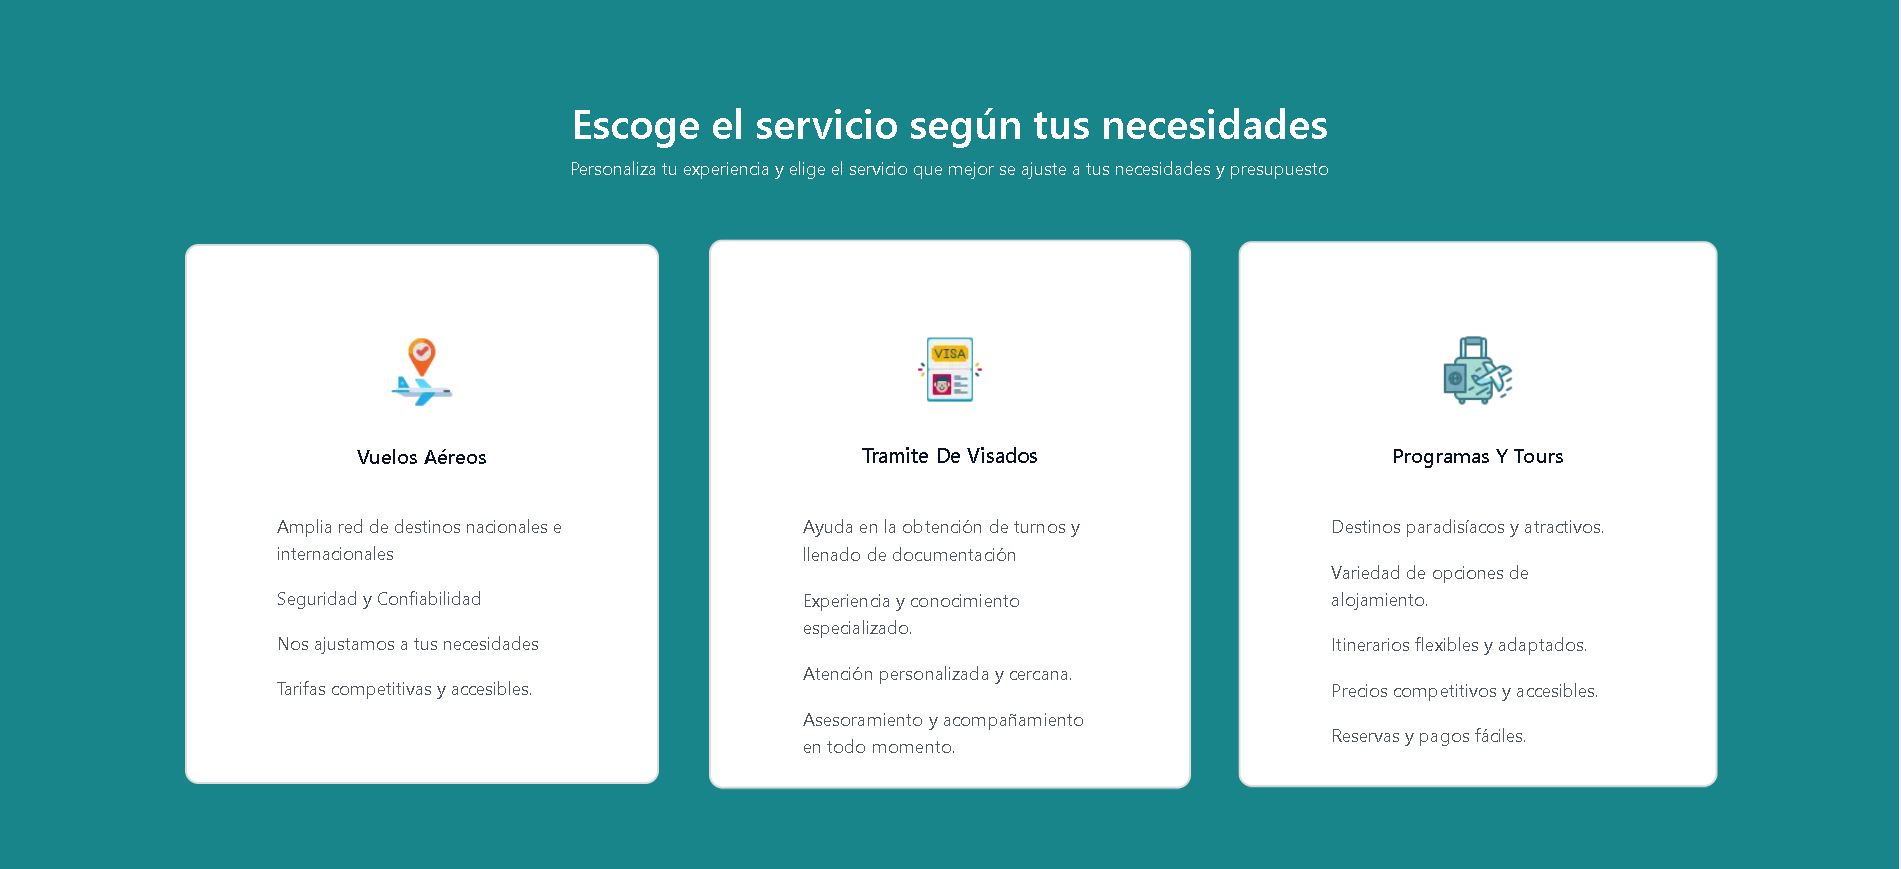 Escoge el servicio según tus necesidades
Personaliza tu experiencia y elige el servicio que mejor se ajuste a tus necesidades y presupuesto
Vuelos Aéreos
Amplia red de destinos nacionales e
internacionales
Seguridad y Confiabilidad
Nos ajustamos a tus necesidades
Tarifas competitivas y accesibles.
VISA
Tramite De Visados
Ayuda en la obtención de turnos y
llenado de documentación
Experiencia y conocimiento
especializado.
Atención personalizada y cercana.
Asesoramiento y acompañamiento
en todo momento.
Programas Y Tours
Destinos paradisíacos y atractivos.
Variedad de opciones de
alojamiento.
Itinerarios flexibles y adaptados.
Precios competitivos y accesibles.
Reservas y pagos fáciles.